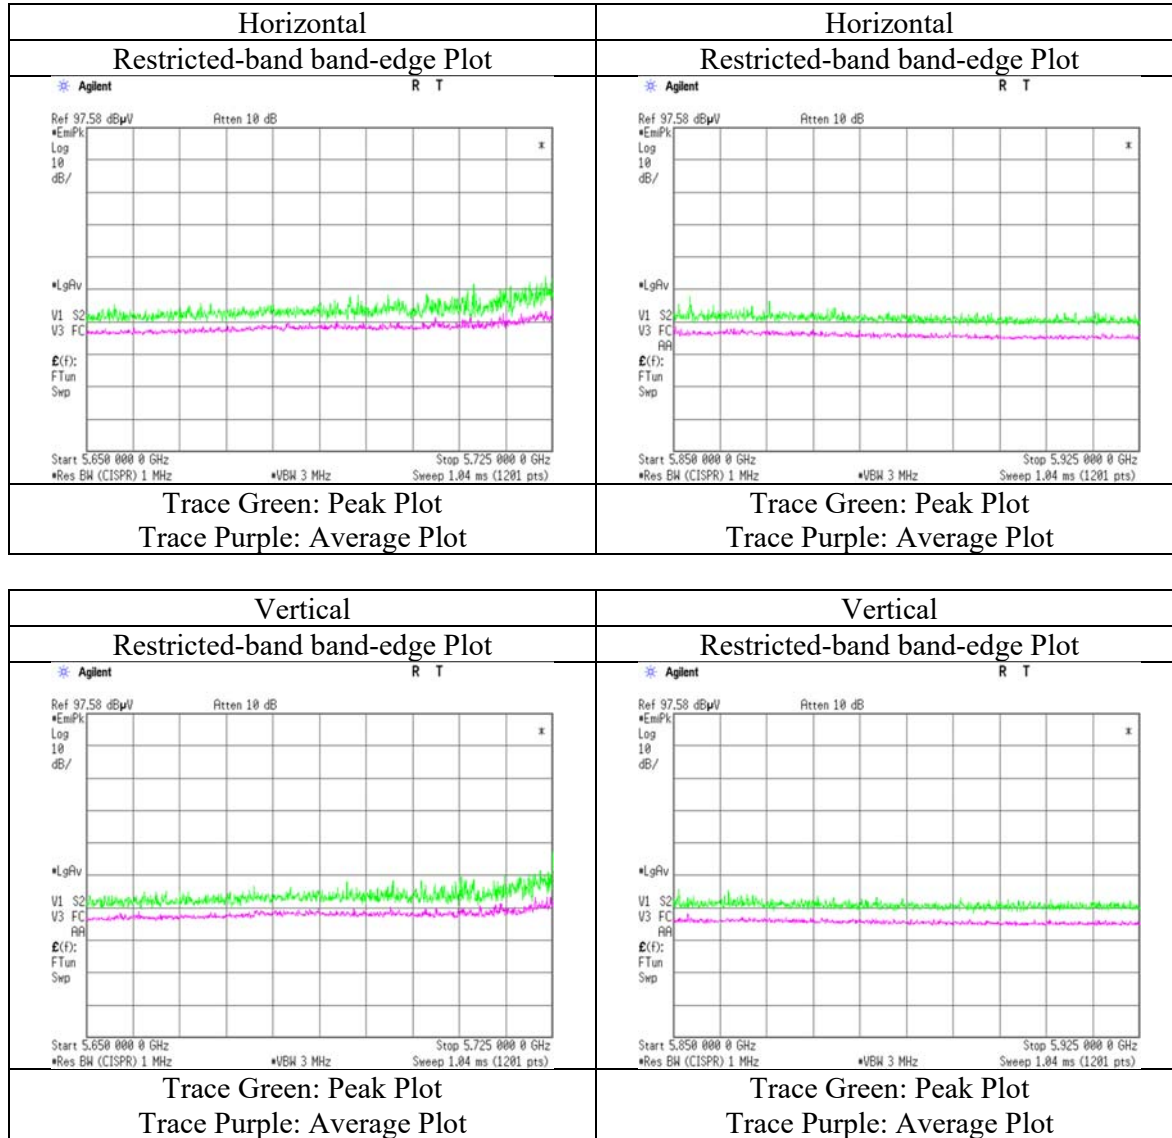 Horizontal
Horizontal
Restricted-band band-edge Plot
Restricted-band band-edge Plot
Agilent R T
Ref 97.58 dBµV Atten 10 dB
*EmiPk
Log
10
dB/
*LgAv
V1 S2
V3 FC
£(f):
FTun
Swp
Start 5.650 000 0 GHz Stop 5.725 000 0 GHz
*Res BW (CISPR) 1 MHz *VBW 3 MHz Sweep 1.04 ms (1201 pts)
Agilent R T
Ref 97.58 dBµV Atten 10 dB
*EmiPk
Log
10
dB/
*LgAv
V1 S2
V3 FC
AA
£(f):
FTun
Swp
Start 5.850 000 0 GHz Stop 5.925 000 0 GHz
*Res BW (CISPR) 1 MHz *VBW 3 MHz Sweep 1.04 ms (1201 pts)
Trace Green: Peak Plot
Trace Purple: Average Plot
Trace Green: Peak Plot
Trace Purple: Average Plot
Vertical
Vertical
Restricted-band band-edge Plot
Restricted-band band-edge Plot
Agilent R T
Ref 97.58 dBµV Atten 10 dB
*EmiPk
Log
10
dB/
*LgAv
V1 S2
V3 FC
AA
£(f):
FTun
Swp
Start 5.650 000 0 GHz Stop 5.725 000 0 GHz
*Res BW (CISPR) 1 MHz *VBW 3 MHz Sweep 1.04 ms (1201 pts)
Agilent R T
Ref 97.58 dBµV Atten 10 dB
*EmiPk
Log
10
dB/
*LgAv
V1 S2
V3 FC
AA
£(f):
FTun
Swp
Start 5.850 000 0 GHz Stop 5.925 000 0 GHz
*Res BW (CISPR) 1 MHz *VBW 3 MHz Sweep 1.04 ms (1201 pts)
Trace Green: Peak Plot
Trace Purple: Average Plot
Trace Green: Peak Plot
Trace Purple: Average Plot